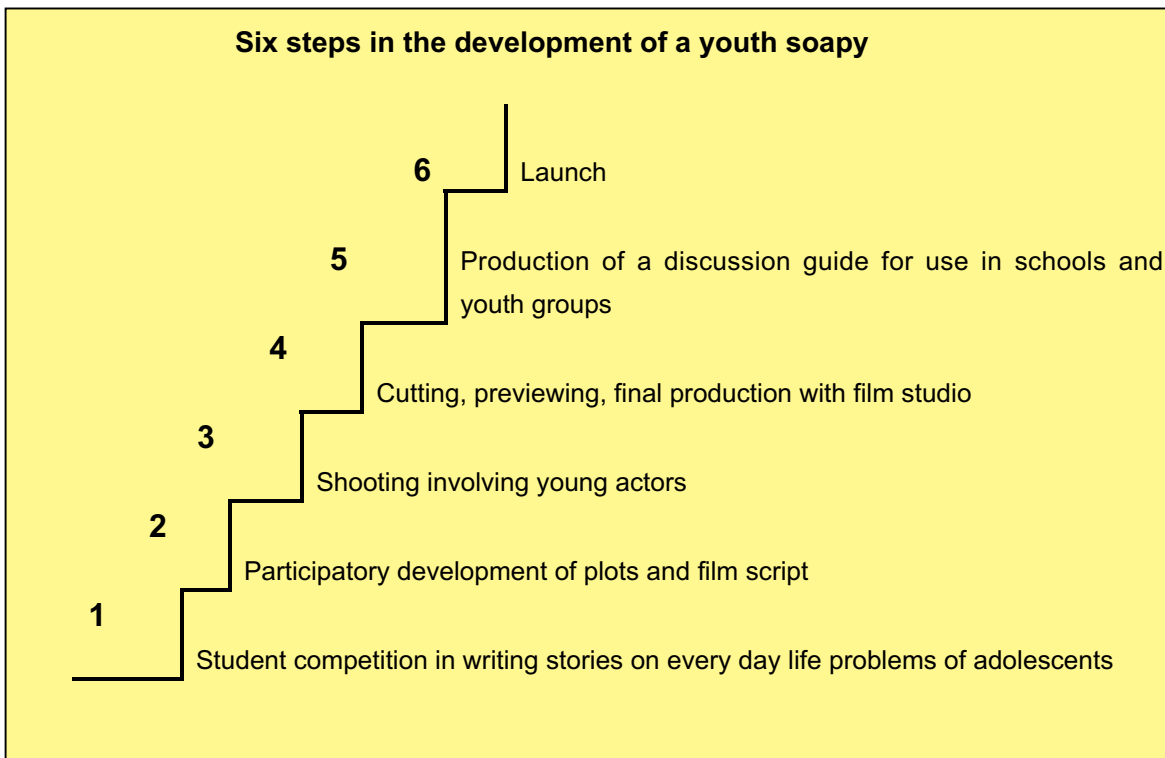 Six steps in the development of a youth soapy
6
Launch
5
Production of a discussion guide for use in schools and
youth groups
4
Cutting, previewing, final production with film studio
3
Shooting involving young actors
2
Participatory development of plots and film script
1
Student competition in writing stories on every day life problems of adolescents